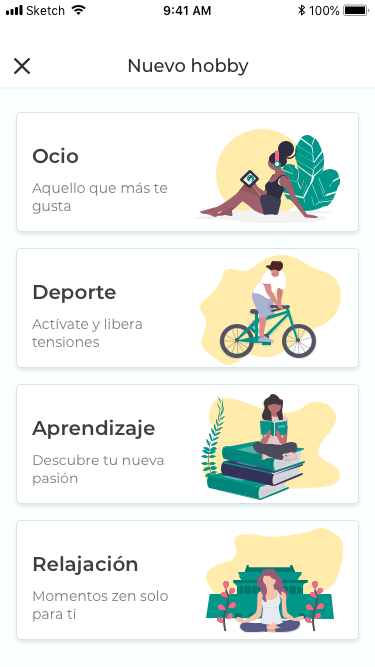 Sketch 9:41 AM 100%
Nuevo hobby
Ocio
Aquello que más te
gusta
Deporte
Actívate y libera
tensiones
Aprendizaje
Descubre tu nueva
pasión
Relajación
Momentos zen solo
para ti